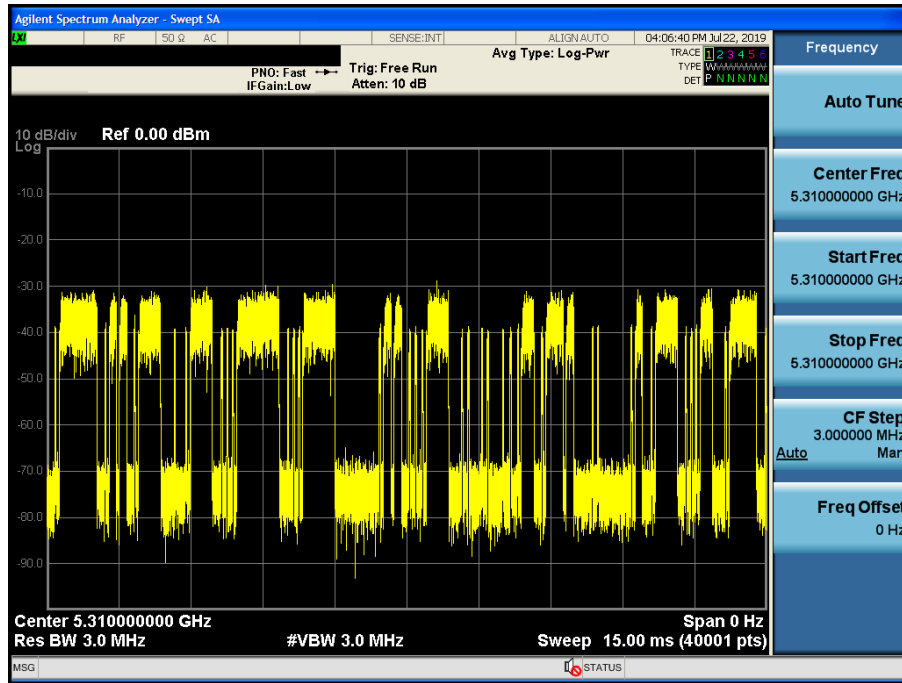 Agilent Spectrum Analyzer - Swept SA
LXI RF 50 Ω AC SENSE:INT ALIGNAUTO 04:06:40 PM Jul 22, 2019
Frequency
Avg Type: Log-Pwr
TRACE 1 2 3 4 5 6
PNO: Fast Trig: Free Run
TYPE WWWWWW
IFGain:Low Atten: 10 dB
DET P N N N N N
Auto Tune
10 dB/div Ref 0.00 dBm
Log
Center Freq
5.310000000 GHz
-10.0
-20.0
Start Freq
5.310000000 GHz
-30.0
-40.0
Stop Freq
5.310000000 GHz
-50.0
-60.0
CF Step
3.000000 MHz
Auto Man
-70.0
-80.0
Freq Offset
0 Hz
-90.0
Center 5.310000000 GHz Span 0 Hz
Res BW 3.0 MHz #VBW 3.0 MHz Sweep 15.00 ms (40001 pts)
MSG STATUS